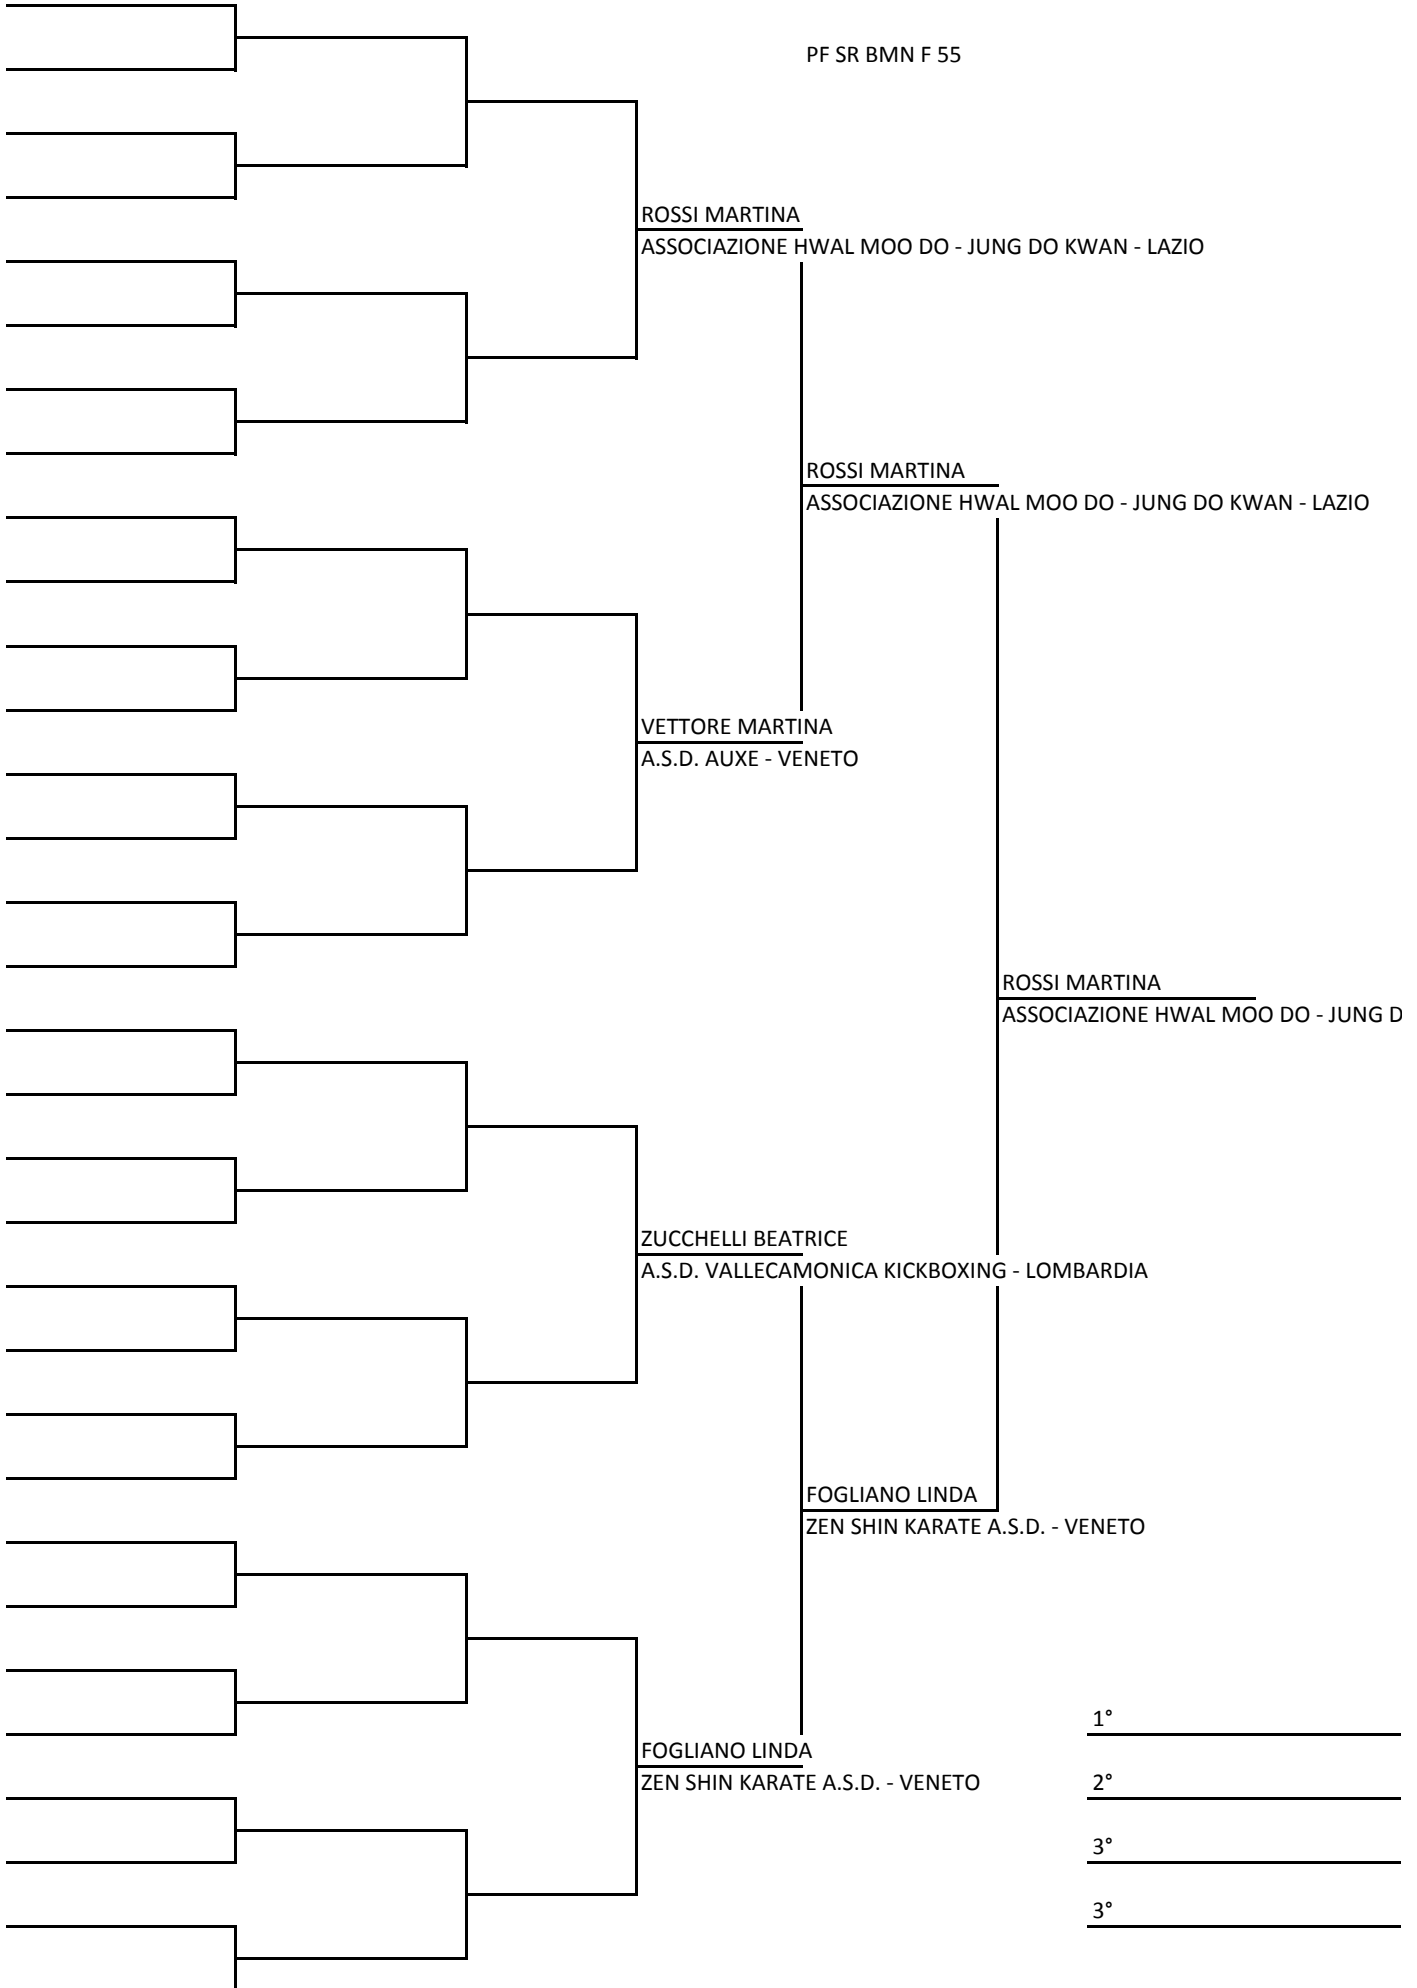 PF SR BMN F 55
ROSSI MARTINA
ASSOCIAZIONE HWAL MOO DO - JUNG DO KWAN - LAZIO
ROSSI MARTINA
ASSOCIAZIONE HWAL MOO DO - JUNG DO KWAN - LAZIO
VETTORE MARTINA
A.S.D. AUXE - VENETO
ROSSI MARTINA
ASSOCIAZIONE HWAL MOO DO - JUNG D
ZUCCHELLI BEATRICE
A.S.D. VALLECAMONICA KICKBOXING - LOMBARDIA
FOGLIANO LINDA
ZEN SHIN KARATE A.S.D. - VENETO
1°
FOGLIANO LINDA
ZEN SHIN KARATE A.S.D. - VENETO
2°
3°
3°